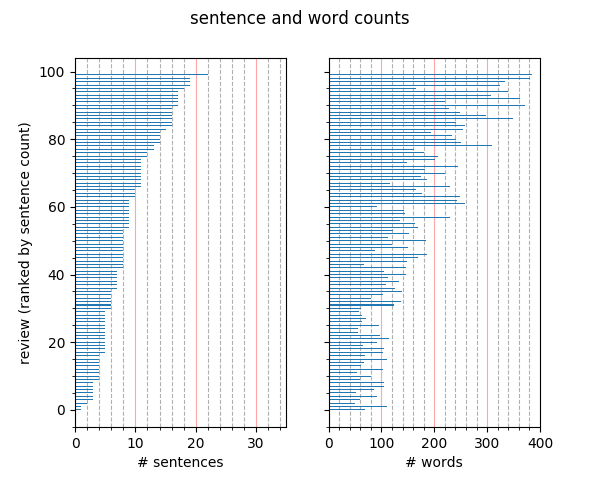 sentence and word counts
review (ranked by sentence count)
100
80
60
40
20
0
0 10 20 30
# sentences
0 100 200 300 400
# words